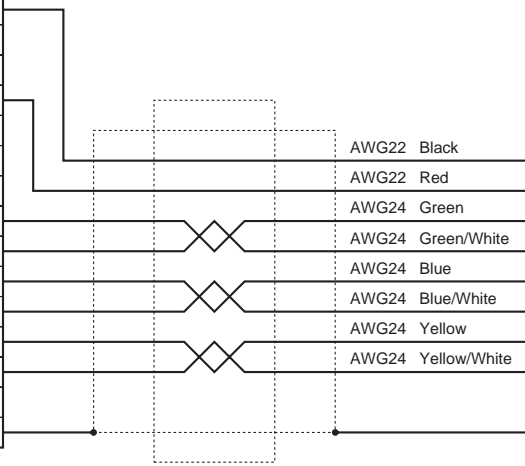 AWG22 Black
AWG22 Red
AWG24 Green
AWG24 Green/White
AWG24 Blue
AWG24 Blue/White
AWG24 Yellow
AWG24 Yellow/White